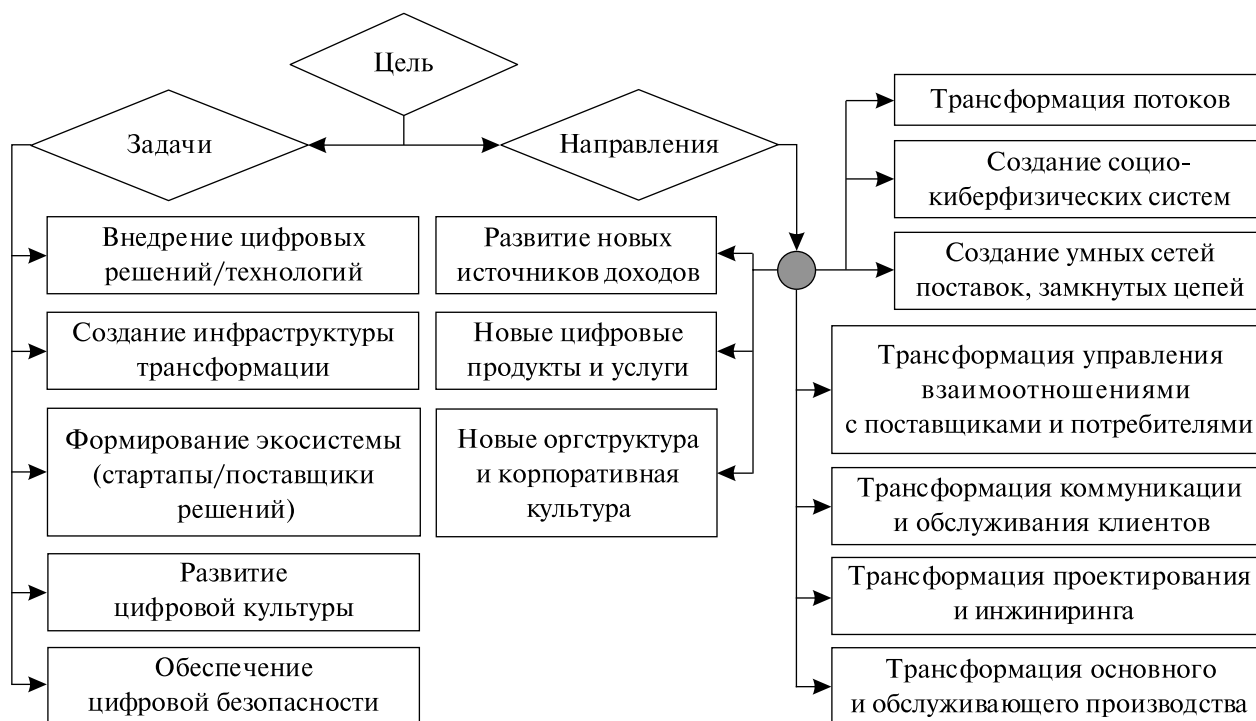 Цель
Задачи
Направления
Внедрение цифровых
решений/технологий
Создание инфраструктуры
трансформации
Формирование экосистемы
(стартапы/поставщики
решений)
Развитие
цифровой культуры
Обеспечение
цифровой безопасности
Развитие новых
источников доходов
Новые цифровые
продукты и услуги
Новые оргструктура
и корпоративная
культура
Трансформация потоков
Создание социо-
киберфизических систем
Создание умных сетей
поставок, замкнутых цепей
Трансформация управления
взаимоотношениями
с поставщиками и потребителями
Трансформация коммуникации
и обслуживания клиентов
Трансформация проектирования
и инжиниринга
Трансформация основного
и обслуживающего производства